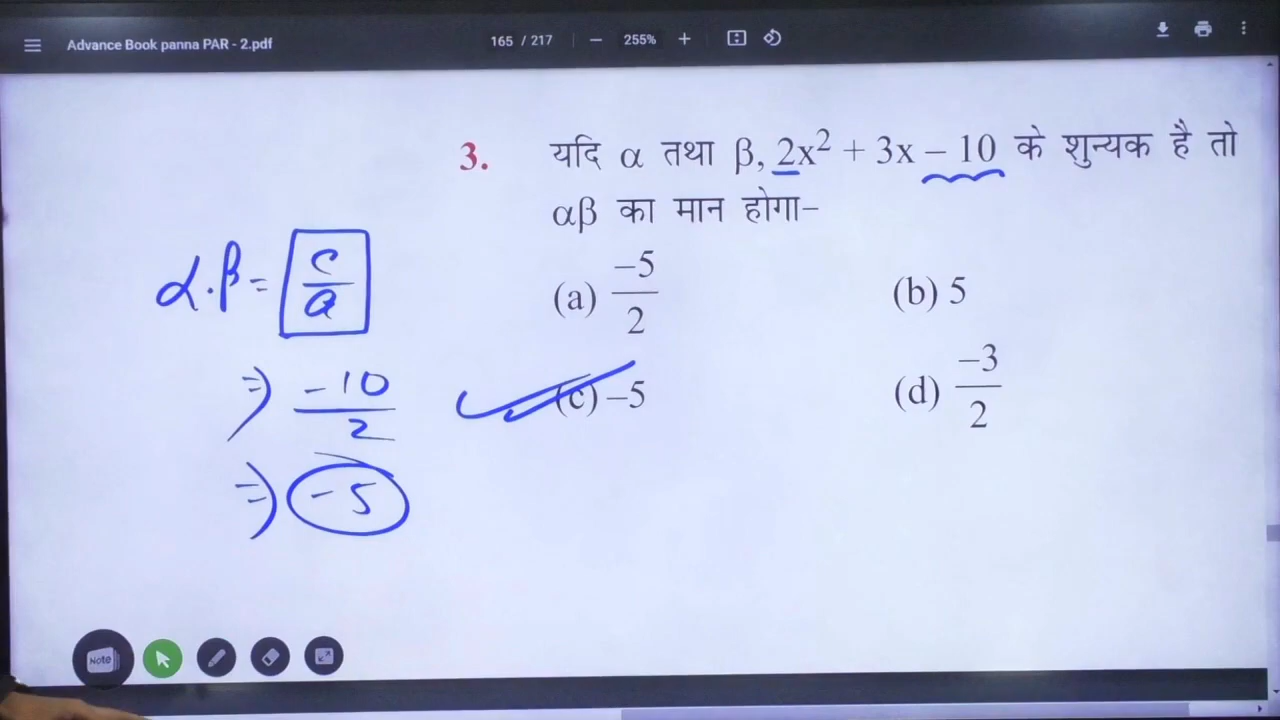 Advance Book panna PAR - 2.pdf
165 / 217 — 255% +
3. यदि α तथा β, 2x² + 3x – 10 के शुन्यक है तो
αβ का मान होगा–
(a) –5/2
(b) 5
(c) –5
(d) –3/2
α.β = c/a
⇒ –10/2
⇒ –5
Note